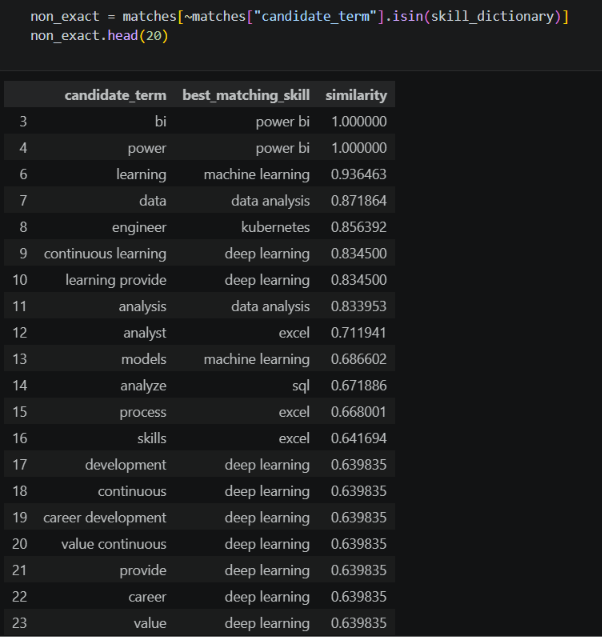 non_exact = matches[~matches["candidate_term"].isin(skill_dictionary)]
non_exact.head(20)
candidate_term best_matching_skill similarity
3 bi power bi 1.000000
4 power power bi 1.000000
6 learning machine learning 0.936463
7 data data analysis 0.871864
8 engineer kubernetes 0.856392
9 continuous learning deep learning 0.834500
10 learning provide deep learning 0.834500
11 analysis data analysis 0.833953
12 analyst excel 0.711941
13 models machine learning 0.686602
14 analyze sql 0.671886
15 process excel 0.668001
16 skills excel 0.641694
17 development deep learning 0.639835
18 continuous deep learning 0.639835
19 career development deep learning 0.639835
20 value continuous deep learning 0.639835
21 provide deep learning 0.639835
22 career deep learning 0.639835
23 value deep learning 0.639835